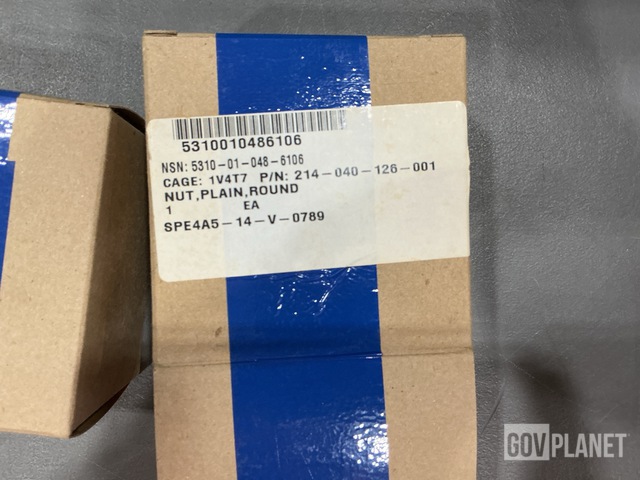 5310010486106
NSN: 5310-01-048-6106
CAGE: 1V4T7 P/N: 214-040-126-001
NUT,PLAIN,ROUND
1 EA
SPE4A5-14-V-0789
GOVPLANET